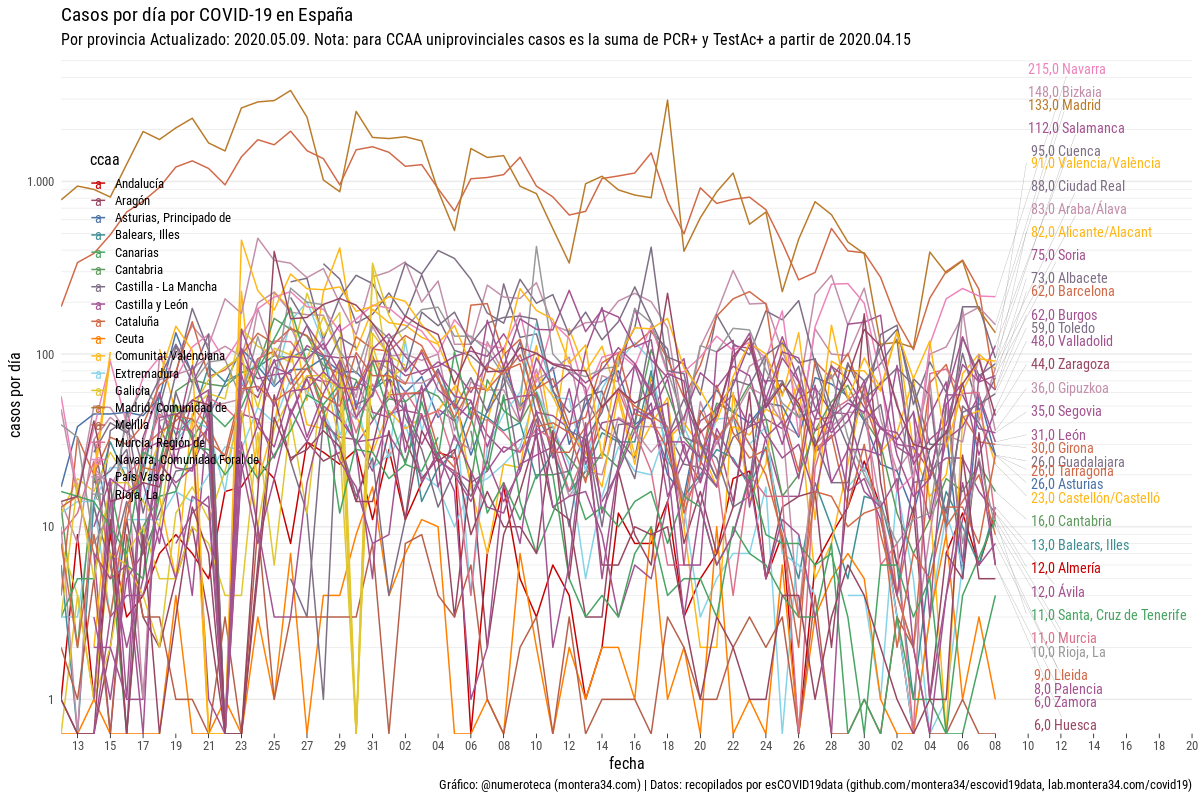 Casos por día por COVID-19 en España
Por provincia Actualizado: 2020.05.09. Nota: para CCAA uniprovinciales casos es la suma de PCR+ y TestAc+ a partir de 2020.04.15
casos por día
1.000
100
10
1
ccaa
a Andalucía
a Aragón
a Asturias, Principado de
a Balears, Illes
a Canarias
a Cantabria
a Castilla - La Mancha
a Castilla y León
a Cataluña
a Ceuta
a Comunitat Valenciana
a Extremadura
a Galicia
a Madrid, Comunidad de
a Melilla
a Murcia, Región de
a Navarra, Comunidad Foral de
a País Vasco
a Rioja, La
215,0 Navarra
148,0 Bizkaia
133,0 Madrid
112,0 Salamanca
95,0 Cuenca
91,0 Valencia/València
88,0 Ciudad Real
83,0 Araba/Álava
82,0 Alicante/Alacant
75,0 Soria
73,0 Albacete
62,0 Barcelona
62,0 Burgos
59,0 Toledo
48,0 Valladolid
44,0 Zaragoza
36,0 Gipuzkoa
35,0 Segovia
31,0 León
30,0 Girona
26,0 Guadalajara
26,0 Tarragona
26,0 Asturias
23,0 Castellón/Castelló
16,0 Cantabria
13,0 Balears, Illes
12,0 Almería
12,0 Ávila
11,0 Santa, Cruz de Tenerife
11,0 Murcia
10,0 Rioja, La
9,0 Lleida
8,0 Palencia
6,0 Zamora
6,0 Huesca
13 15 17 19 21 23 25 27 29 31 02 04 06 08 10 12 14 16 18 20 22 24 26 28 30 02 04 06 08 10 12 14 16 18 20
fecha
Gráfico: @numeroteca (montera34.com) | Datos: recopilados por esCOVID19data (github.com/montera34/escovid19data, lab.montera34.com/covid19)